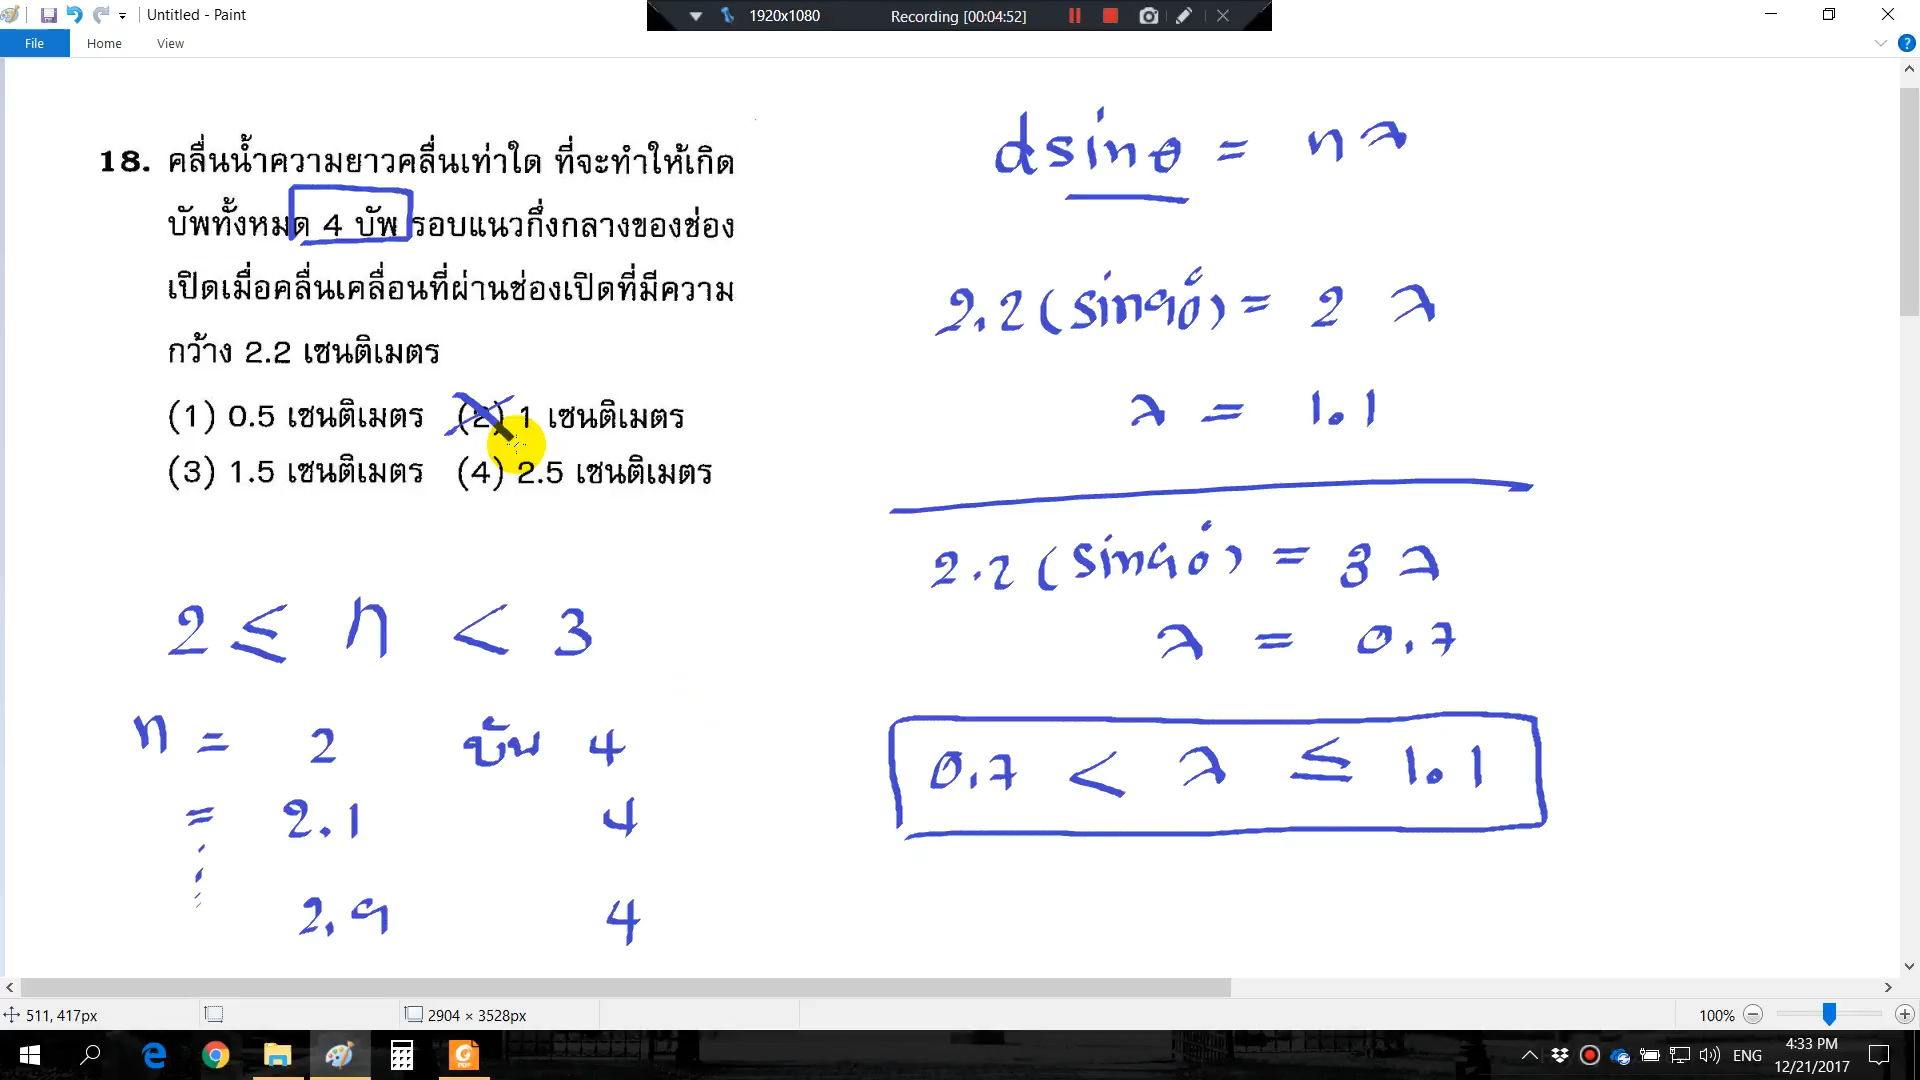 Untitled - Paint
1920x1080
Recording [00:04:52]
File
Home
View
18. คลื่นน้ำความยาวคลื่นเท่าใด ที่จะทำให้เกิด
บัพทั้งหมด 4 บัพ รอบแนวกึ่งกลางของช่อง
เปิดเมื่อคลื่นเคลื่อนที่ผ่านช่องเปิดที่มีความ
กว้าง 2.2 เซนติเมตร
(1) 0.5 เซนติเมตร (2) 1 เซนติเมตร
(3) 1.5 เซนติเมตร (4) 2.5 เซนติเมตร
2 ≤ n < 3
n = 2 บัพ 4
= 2.1 4
⋮
2.9 4
dsinθ = nλ
2.2(sin90°) = 2 λ
λ = 1.1
2.2(sin90°) = 3 λ
λ = 0.7
0.7 < λ ≤ 1.1
511, 417px
2904 × 3528px
100%
ENG
4:33 PM
12/21/2017